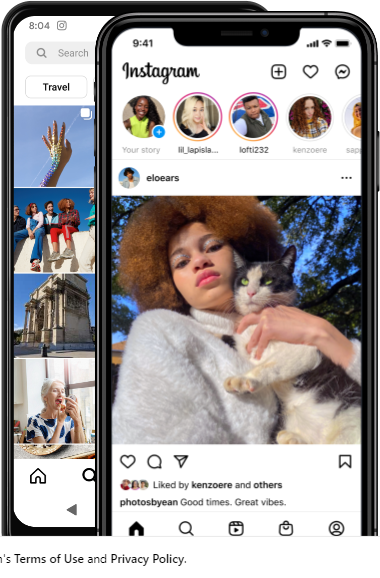 8:04
Search
Travel
9:41
Instagram
Your story
lil_lapisla...
lofti232
kenzoere
sap
eloears
Liked by kenzoere and others
photosbyean Good times. Great vibes.
's Terms of Use and Privacy Policy.